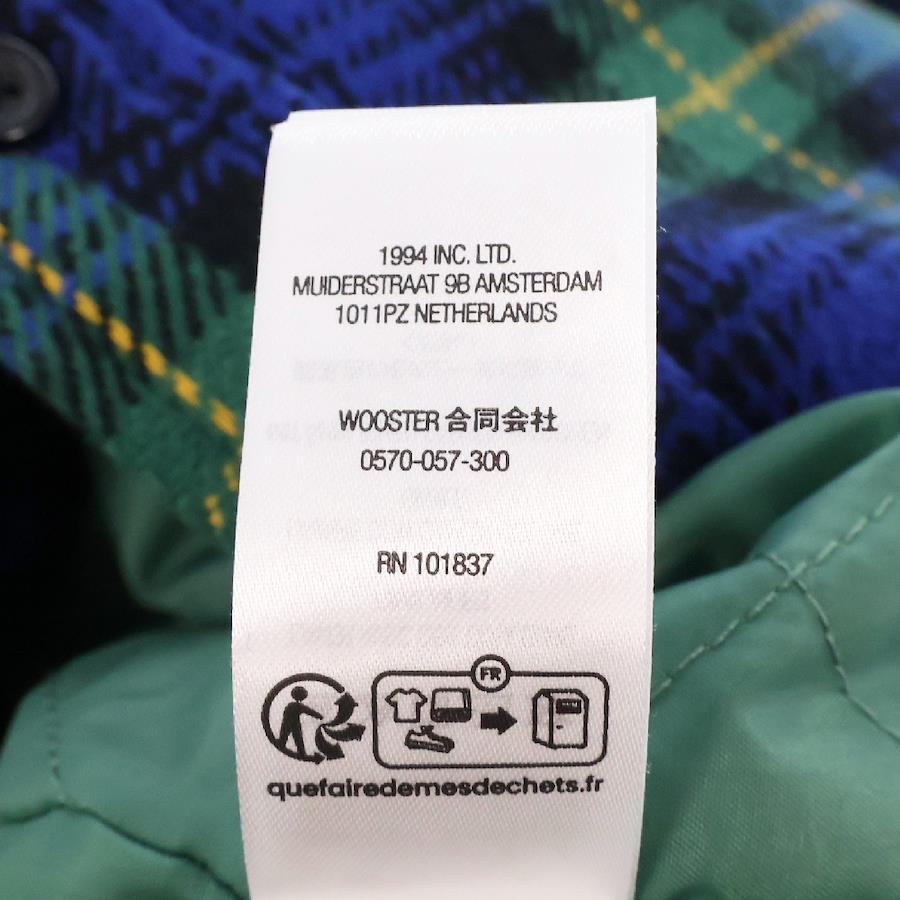 1994 INC. LTD.
MUIDERSTRAAT 9B AMSTERDAM
1011PZ NETHERLANDS
WOOSTER 合同会社
0570-057-300
RN 101837
FR
quefairedemesdechets.fr